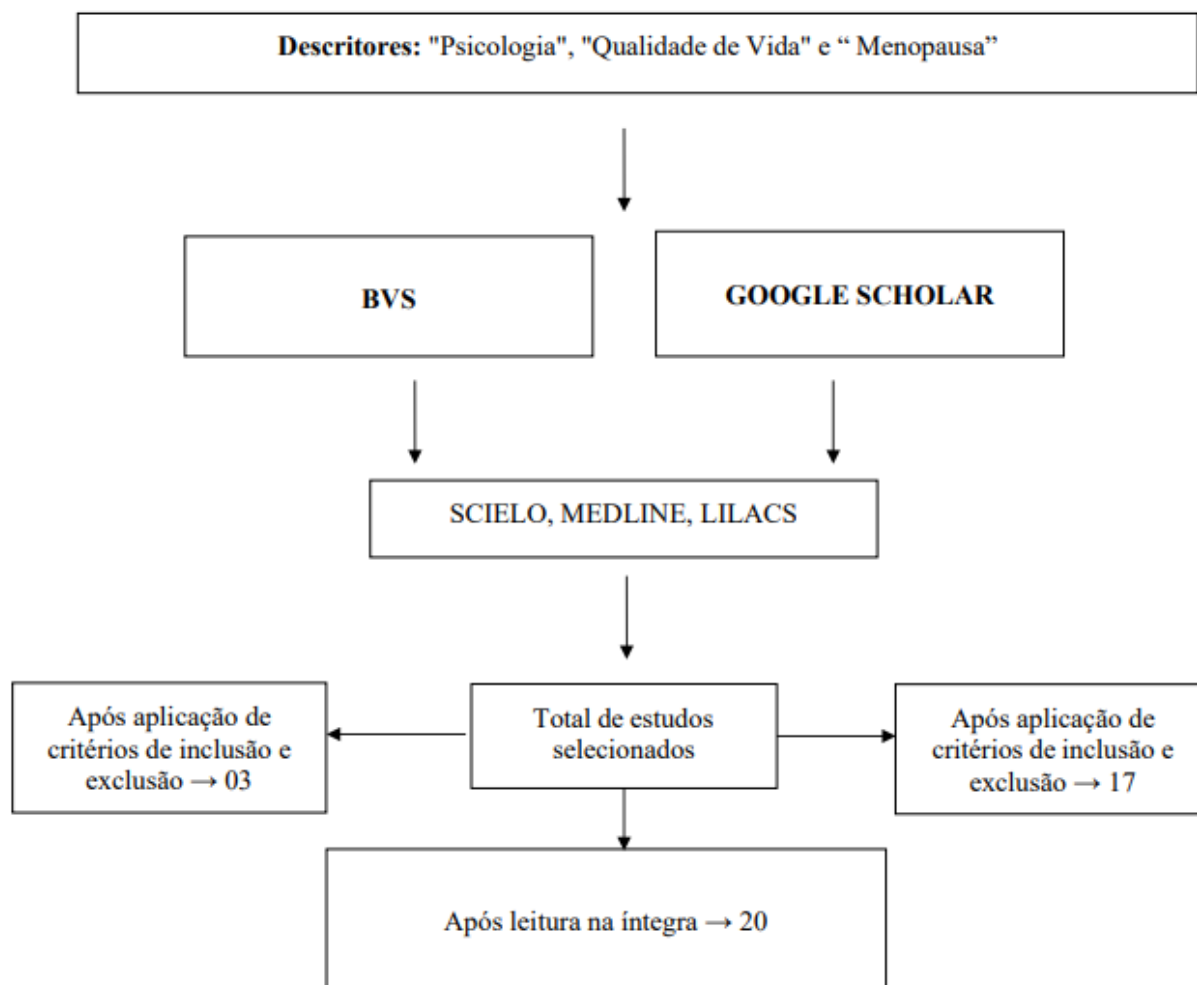 Descritores: "Psicologia", "Qualidade de Vida" e “ Menopausa”
BVS
GOOGLE SCHOLAR
SCIELO, MEDLINE, LILACS
Após aplicação de
critérios de inclusão e
exclusão → 03
Total de estudos
selecionados
Após aplicação de
critérios de inclusão e
exclusão → 17
Após leitura na íntegra → 20